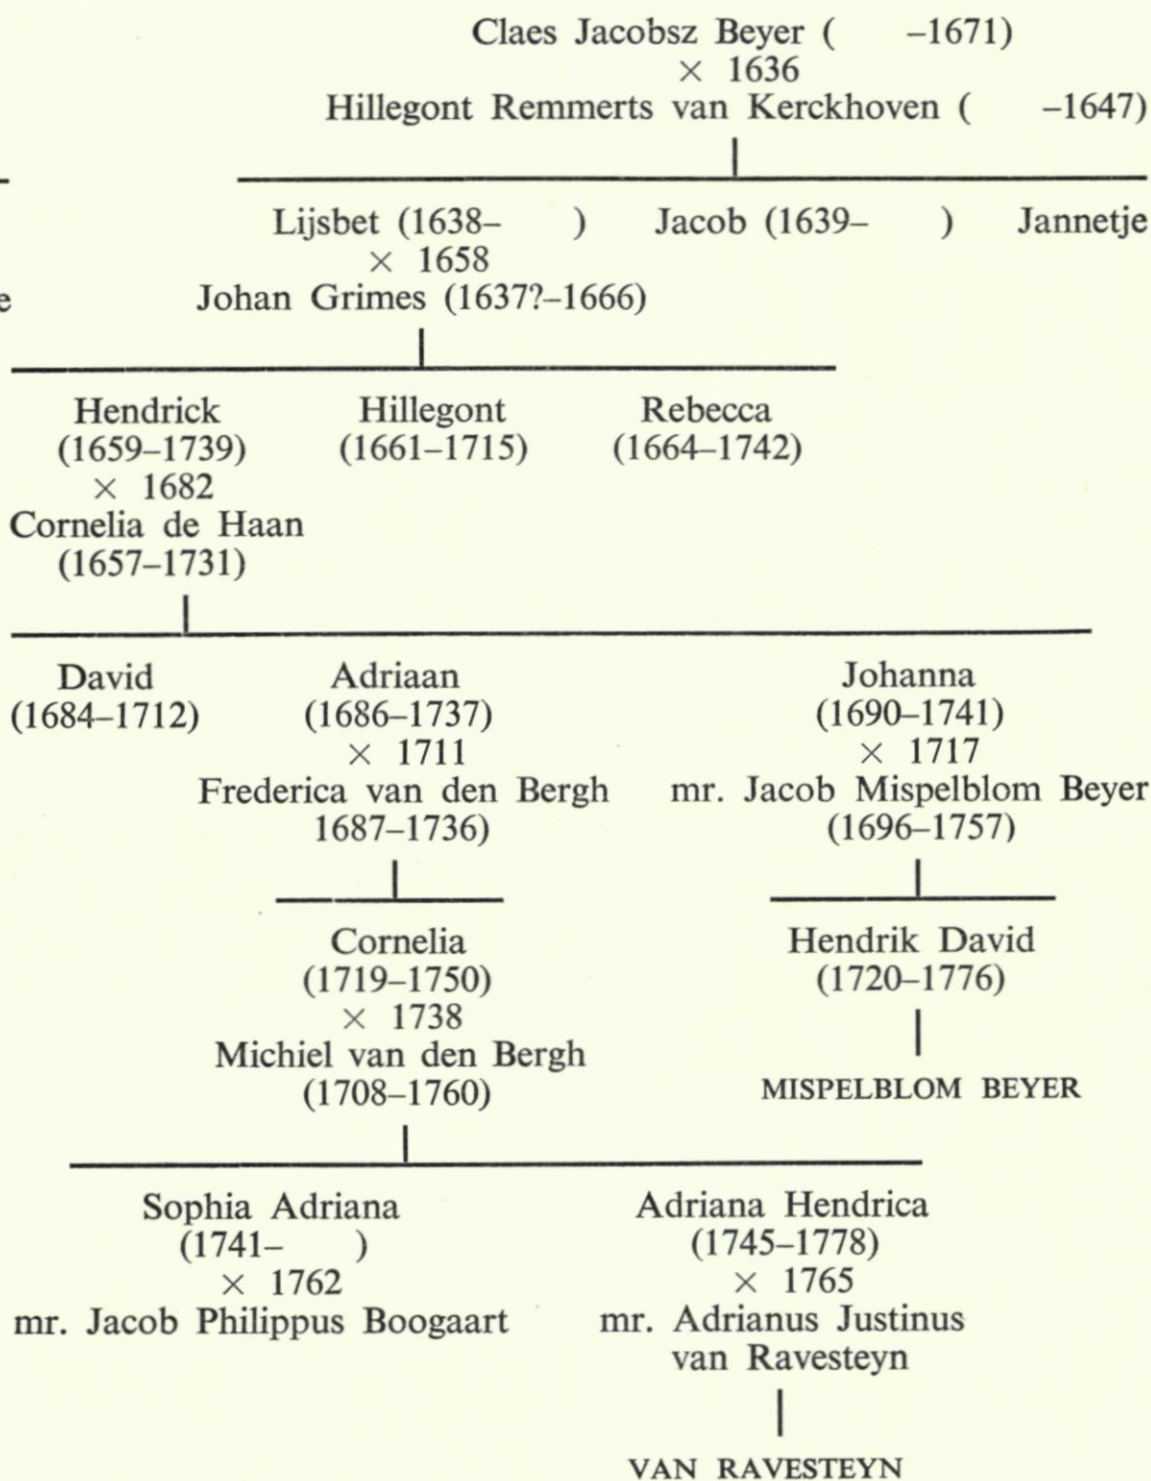 Claes Jacobsz Beyer ( –1671)
× 1636
Hillegont Remmerts van Kerckhoven ( –1647)
Lijsbet (1638– ) Jacob (1639– ) Jannetje
× 1658
e Johan Grimes (1637?–1666)
Hendrick Hillegont Rebecca
(1659–1739) (1661–1715) (1664–1742)
× 1682
Cornelia de Haan
(1657–1731)
David Adriaan Johanna
(1684–1712) (1686–1737) (1690–1741)
× 1711 × 1717
Frederica van den Bergh mr. Jacob Mispelblom Beyer
1687–1736) (1696–1757)
Cornelia Hendrik David
(1719–1750) (1720–1776)
× 1738
Michiel van den Bergh
(1708–1760) MISPELBLOM BEYER
Sophia Adriana Adriana Hendrica
(1741– ) (1745–1778)
× 1762 × 1765
mr. Jacob Philippus Boogaart mr. Adrianus Justinus
van Ravesteyn
VAN RAVESTEYN